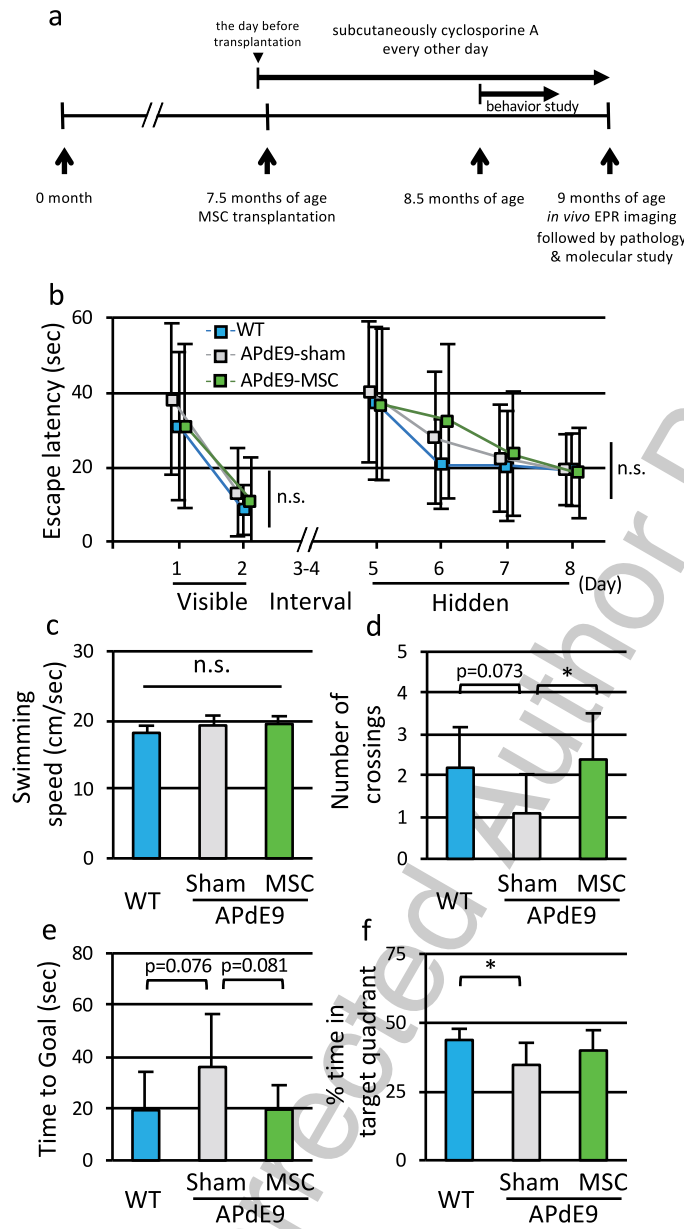 a
the day before
transplantation
subcutaneously cyclosporine A
every other day
behavior study
0 month
7.5 months of age
MSC transplantation
8.5 months of age
9 months of age
in vivo EPR imaging
followed by pathology
& molecular study
b
Escape latency (sec)
60
40
20
0
WT
APdE9-sham
APdE9-MSC
n.s.
n.s.
1
2
3-4
5
6
7
8
(Day)
Visible
Interval
Hidden
c
Swimming
speed (cm/sec)
30
20
10
0
n.s.
WT
Sham
MSC
APdE9
d
Number of
crossings
5
4
3
2
1
0
p=0.073
*
WT
Sham
MSC
APdE9
e
Time to Goal (sec)
80
60
40
20
0
p=0.076
p=0.081
WT
Sham
MSC
APdE9
f
% time in
target quadrant
75
50
25
0
*
WT
Sham
MSC
APdE9
rrected Author